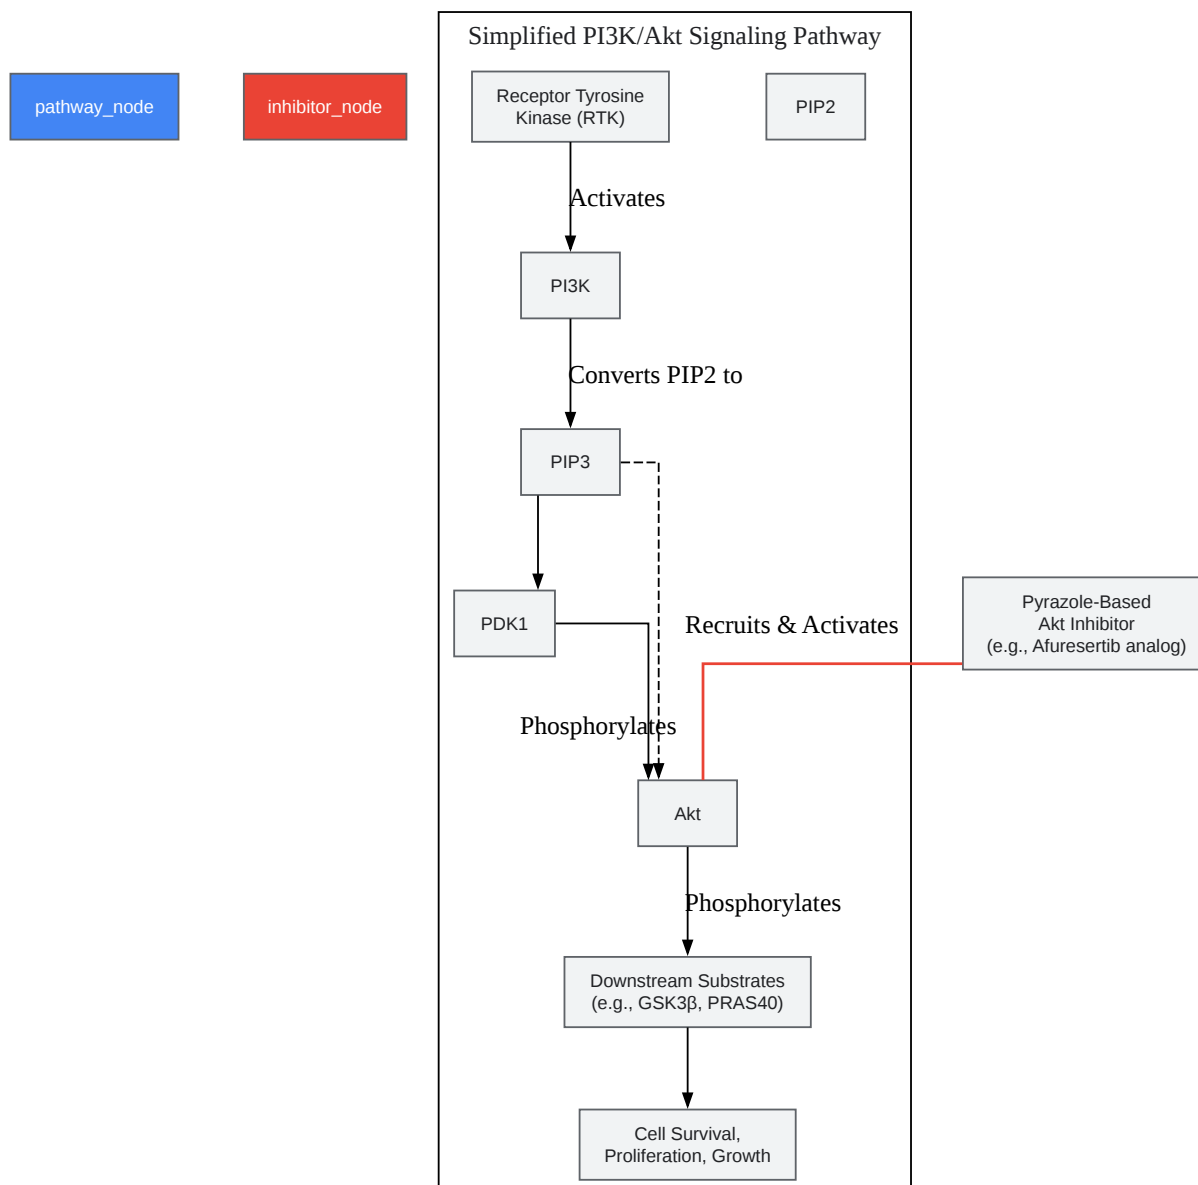 Simplified PI3K/Akt Signaling Pathway
pathway_node
inhibitor_node
Receptor Tyrosine
Kinase (RTK)
PIP2
Activates
PI3K
Converts PIP2 to
PIP3
Pyrazole-Based
Akt Inhibitor
(e.g., Afuresertib analog)
PDK1
Recruits & Activates
Phosphorylates
Akt
Phosphorylates
Downstream Substrates
(e.g., GSK3β, PRAS40)
Cell Survival,
Proliferation, Growth